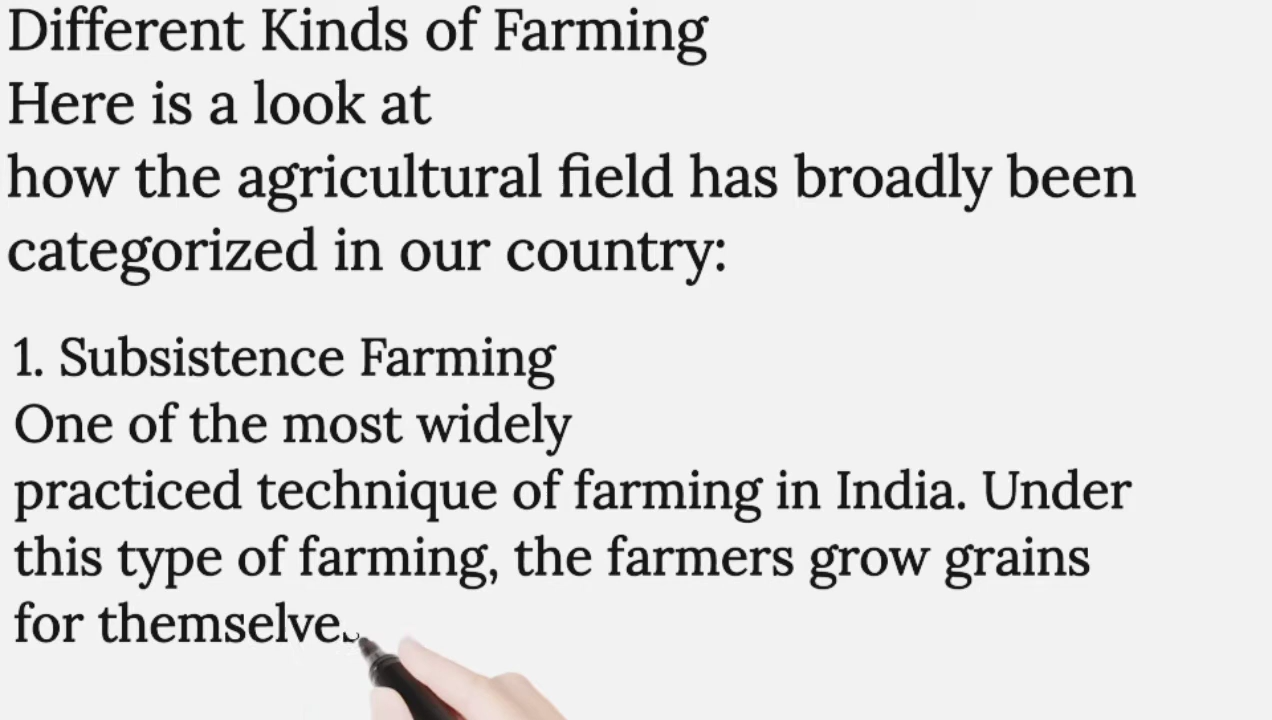 Different Kinds of Farming
Here is a look at
how the agricultural field has broadly been
categorized in our country:
1. Subsistence Farming
One of the most widely
practiced technique of farming in India. Under
this type of farming, the farmers grow grains
for themselves